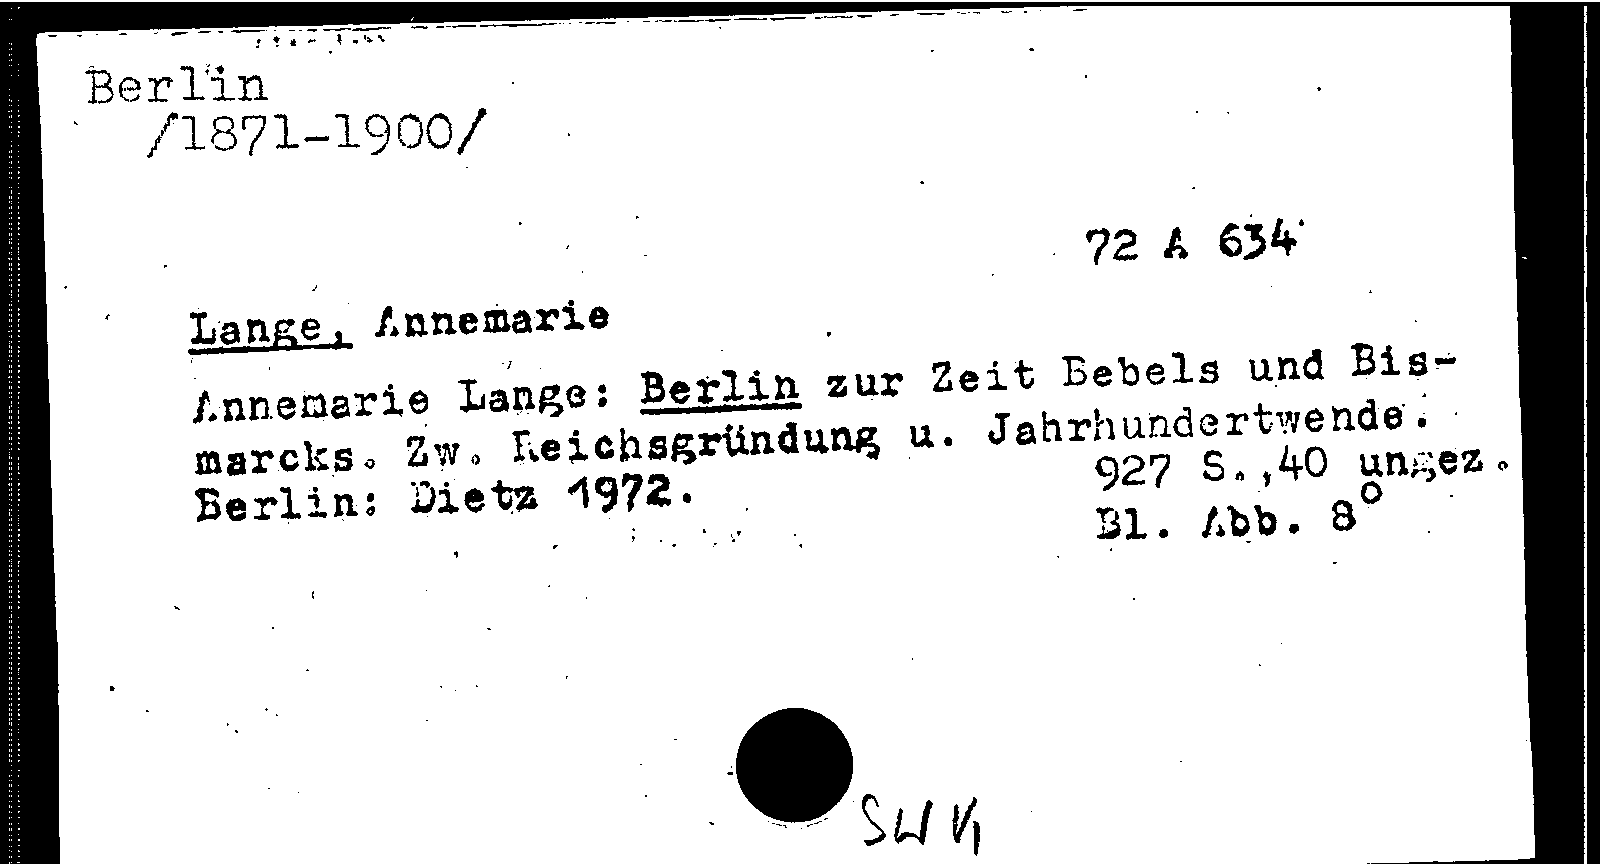 Berlin
/1871-1900/
72 A 634
Lange, Annemarie
Annemarie Lange: Berlin zur Zeit Bebels und Bis-
marcks. Zw. Reichsgründung u. Jahrhundertwende.
Berlin: Dietz 1972.
927 S.,40 ungez.
Bl. Abb. 8°
SW